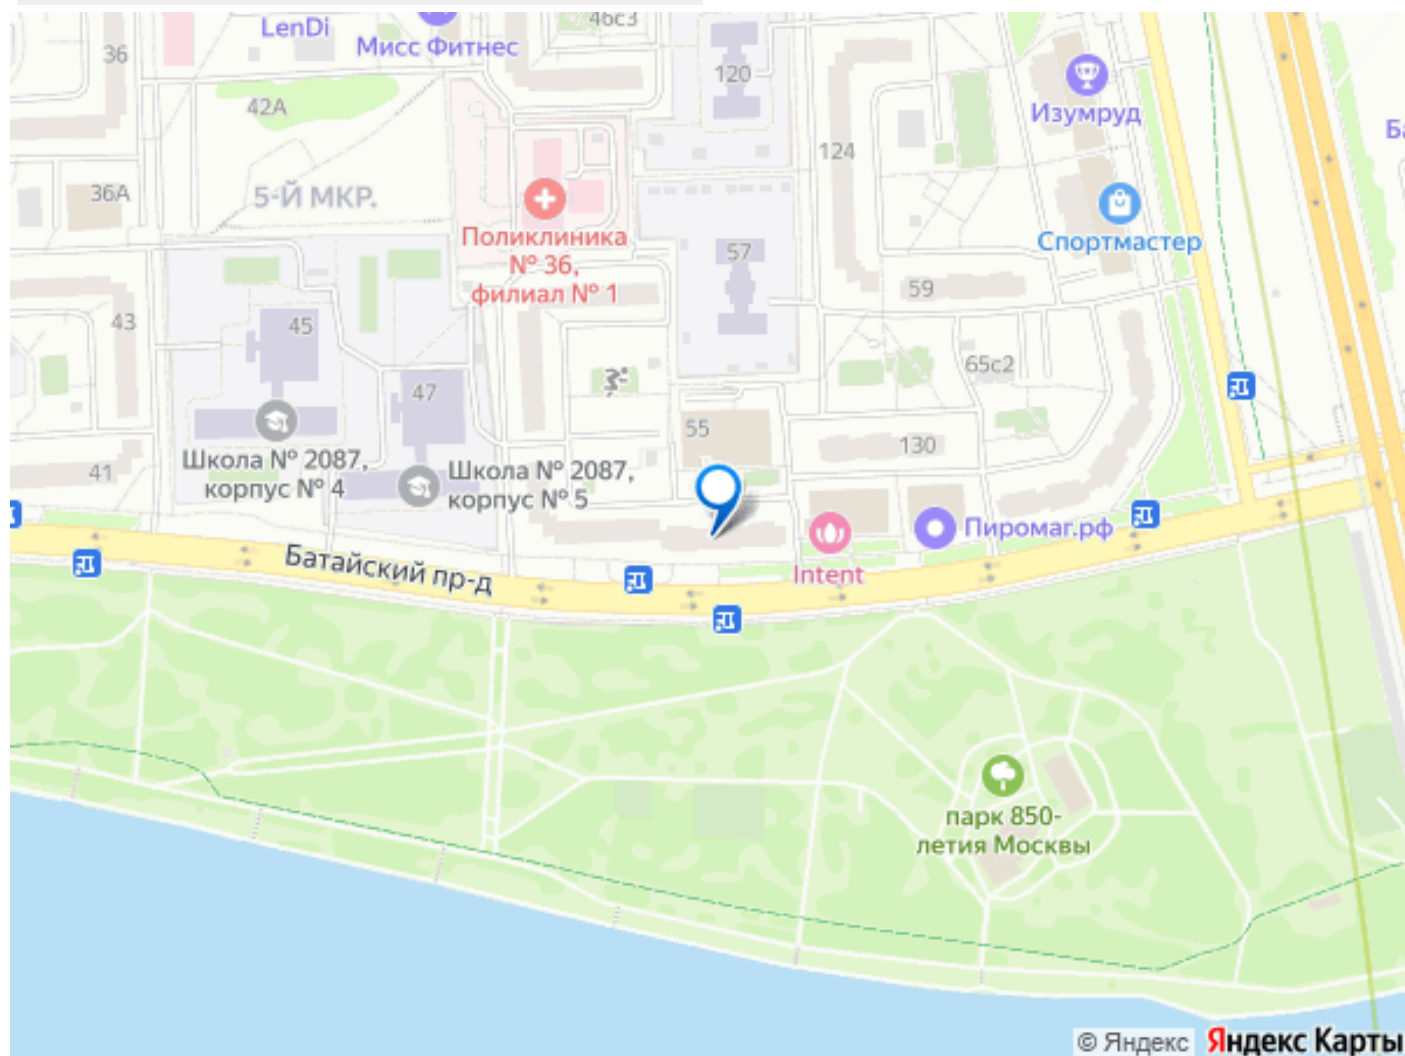 LenDi
46с3
Мисс Фитнес
36
120
42А
Изумруд
Ба
124
36А
5-Й МКР.
Поликлиника
№ 36,
филиал № 1
Спортмастер
57
59
43
45
65с2
47
55
130
41
Школа № 2087,
корпус № 4
Школа № 2087,
корпус № 5
Пиромаг.рф
Intent
Батайский пр-д
парк 850-
летия Москвы
© Яндекс Яндекс Карты